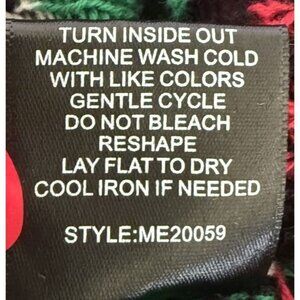 TURN INSIDE OUT
MACHINE WASH COLD
WITH LIKE COLORS
GENTLE CYCLE
DO NOT BLEACH
RESHAPE
LAY FLAT TO DRY
COOL IRON IF NEEDED
STYLE:ME20059